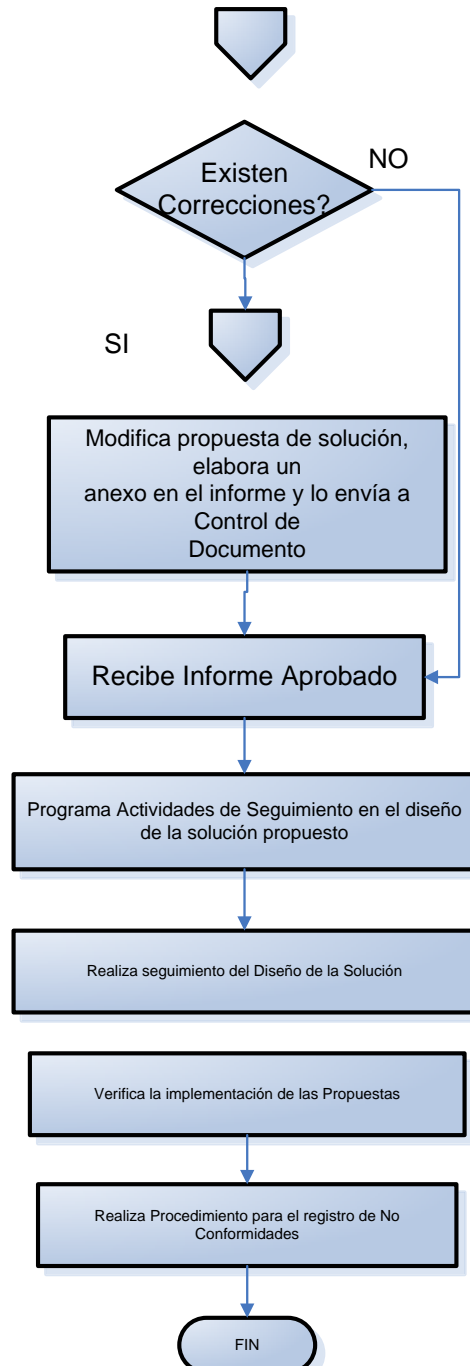 Existen
Correcciones?
NO
SI
Modifica propuesta de solución,
elabora un
anexo en el informe y lo envía a
Control de
Documento
Recibe Informe Aprobado
Programa Actividades de Seguimiento en el diseño
de la solución propuesto
Realiza seguimiento del Diseño de la Solución
Verifica la implementación de las Propuestas
Realiza Procedimiento para el registro de No
Conformidades
FIN